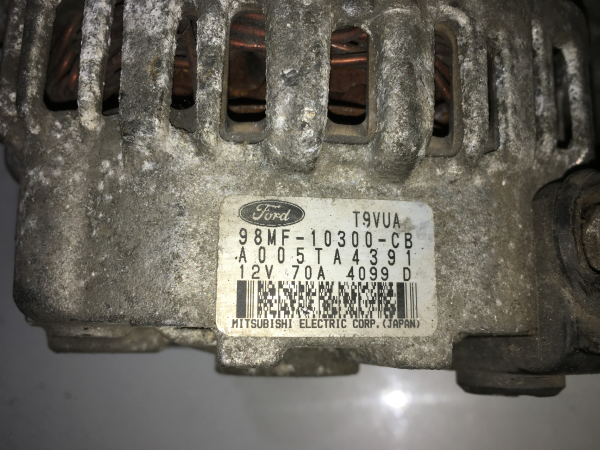 Ford T9VUA
98MF-10300-CB
A005TA4391
12V 70A 4099 D
MITSUBISHI ELECTRIC CORP.(JAPAN)